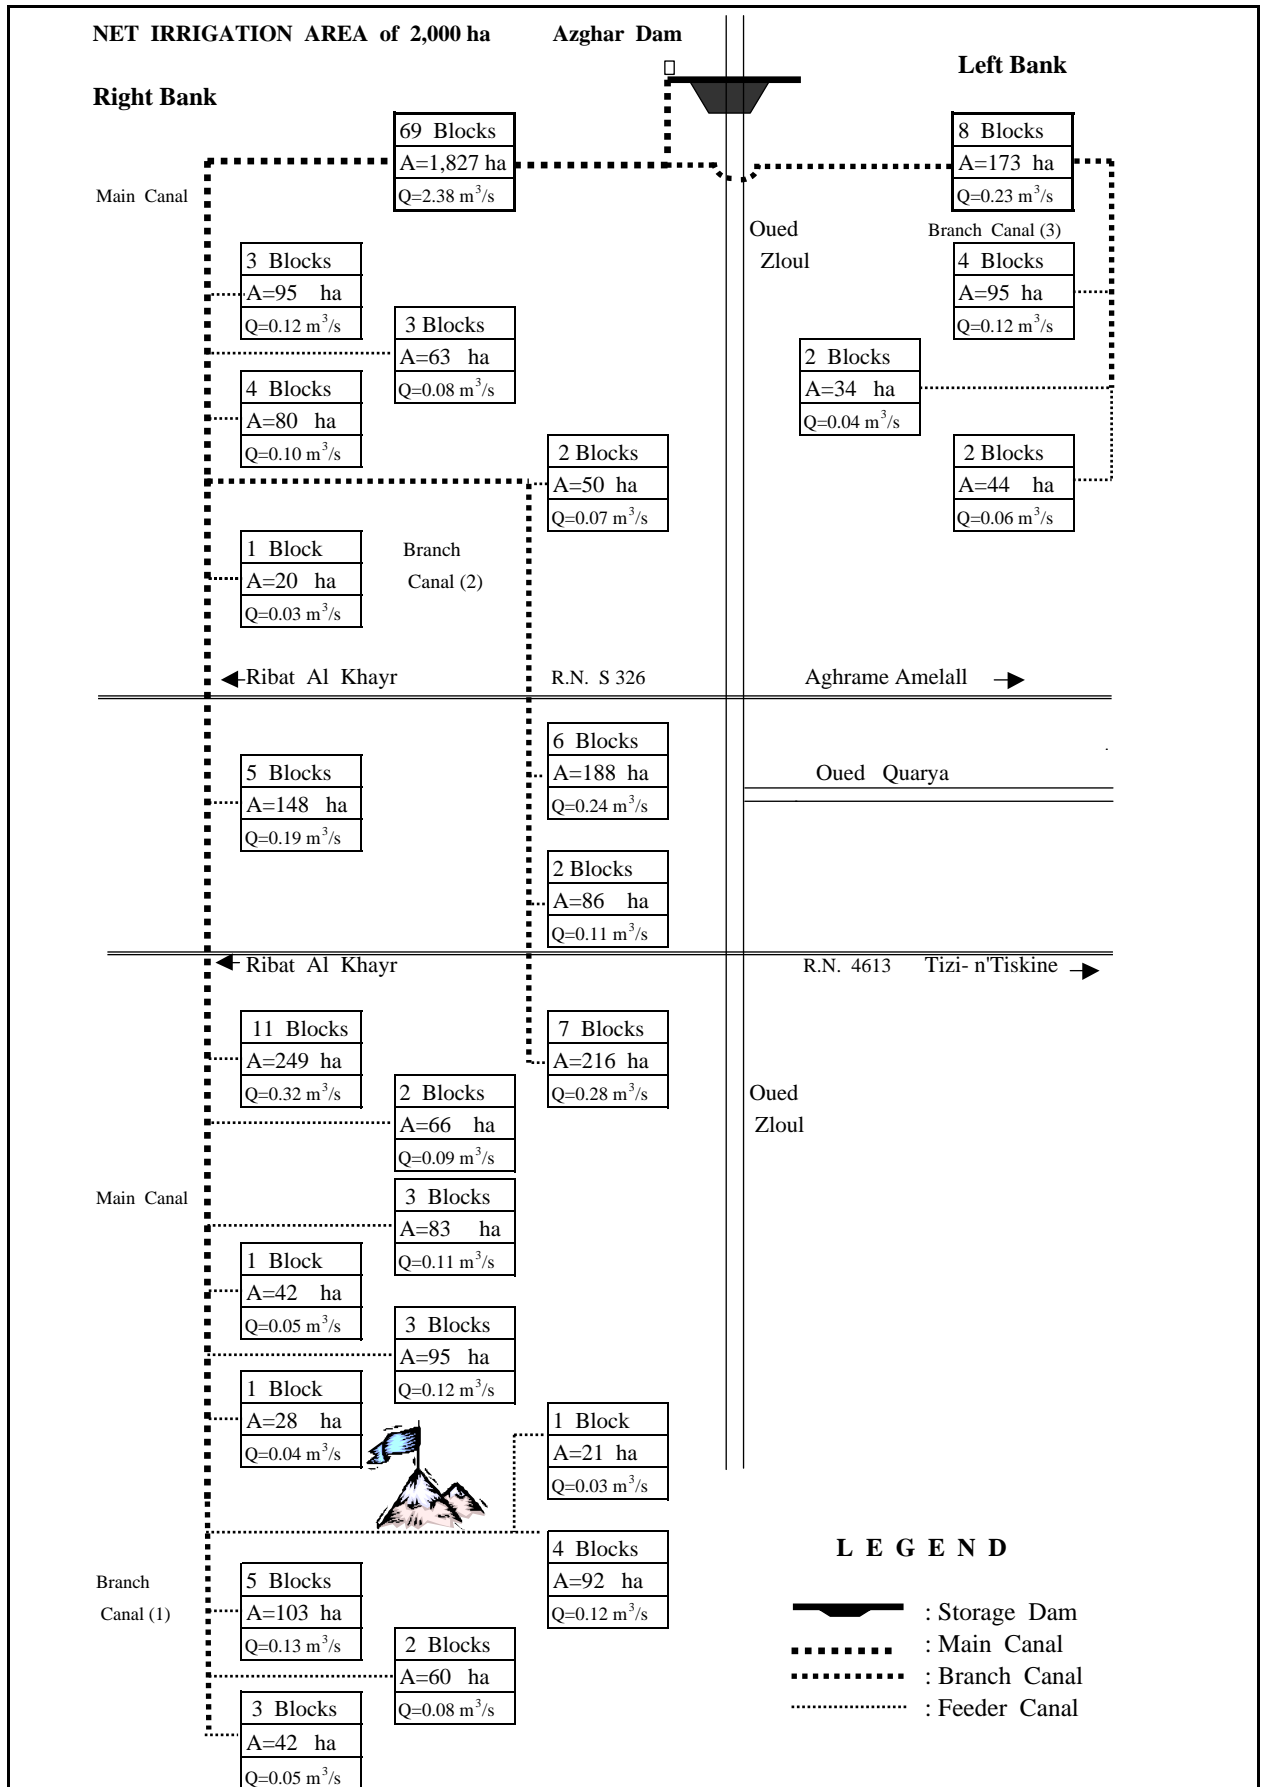 NET IRRIGATION AREA of 2,000 ha
Azghar Dam
Left Bank
Right Bank
69 Blocks
A=1,827 ha
Q=2.38 m³/s
8 Blocks
A=173 ha
Q=0.23 m³/s
Main Canal
Oued
Zloul
Branch Canal (3)
3 Blocks
A=95 ha
Q=0.12 m³/s
4 Blocks
A=95 ha
Q=0.12 m³/s
3 Blocks
A=63 ha
Q=0.08 m³/s
2 Blocks
A=34 ha
Q=0.04 m³/s
4 Blocks
A=80 ha
Q=0.10 m³/s
2 Blocks
A=50 ha
Q=0.07 m³/s
2 Blocks
A=44 ha
Q=0.06 m³/s
1 Block
A=20 ha
Q=0.03 m³/s
Branch
Canal (2)
Ribat Al Khayr
R.N. S 326
Aghrame Amelall
6 Blocks
A=188 ha
Q=0.24 m³/s
5 Blocks
A=148 ha
Q=0.19 m³/s
Oued Quarya
2 Blocks
A=86 ha
Q=0.11 m³/s
Ribat Al Khayr
R.N. 4613
Tizi- n'Tiskine
11 Blocks
A=249 ha
Q=0.32 m³/s
7 Blocks
A=216 ha
Q=0.28 m³/s
2 Blocks
A=66 ha
Q=0.09 m³/s
Oued
Zloul
Main Canal
3 Blocks
A=83 ha
Q=0.11 m³/s
1 Block
A=42 ha
Q=0.05 m³/s
3 Blocks
A=95 ha
Q=0.12 m³/s
1 Block
A=28 ha
Q=0.04 m³/s
1 Block
A=21 ha
Q=0.03 m³/s
4 Blocks
A=92 ha
Q=0.12 m³/s
Branch
Canal (1)
5 Blocks
A=103 ha
Q=0.13 m³/s
2 Blocks
A=60 ha
Q=0.08 m³/s
3 Blocks
A=42 ha
Q=0.05 m³/s
L E G E N D
: Storage Dam
: Main Canal
: Branch Canal
: Feeder Canal